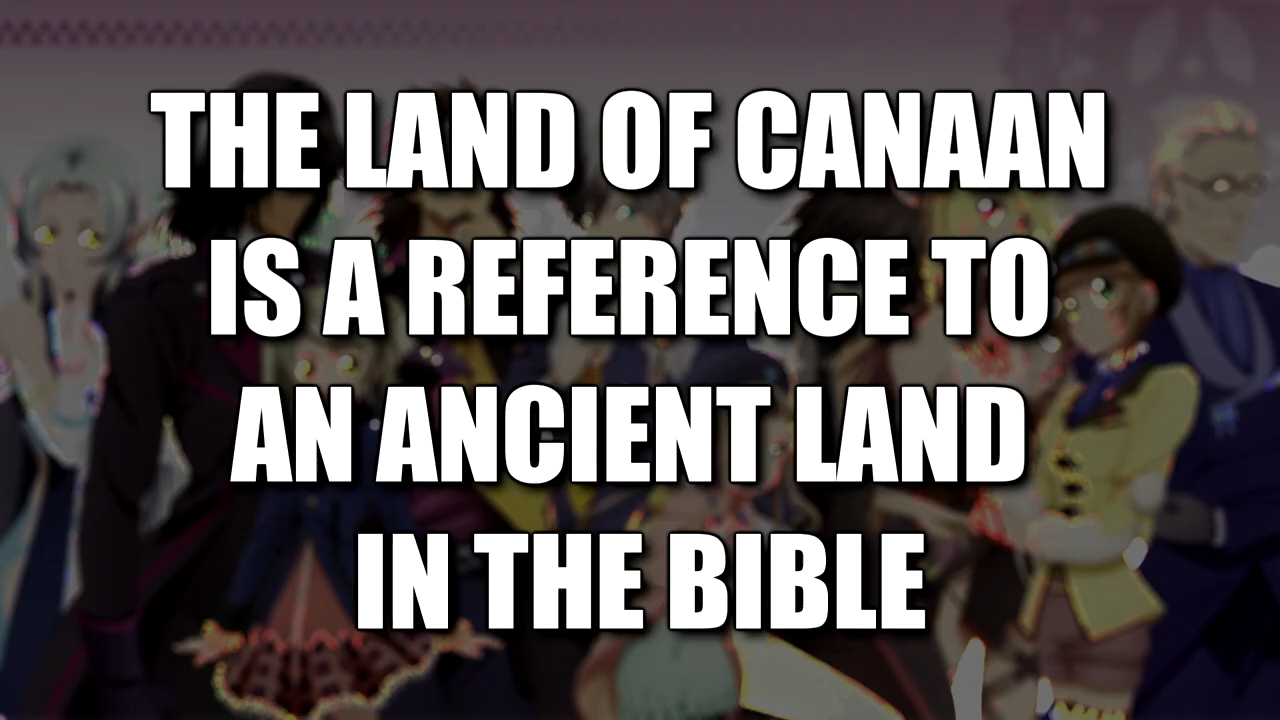 THE LAND OF CANAAN
IS A REFERENCE TO
AN ANCIENT LAND
IN THE BIBLE